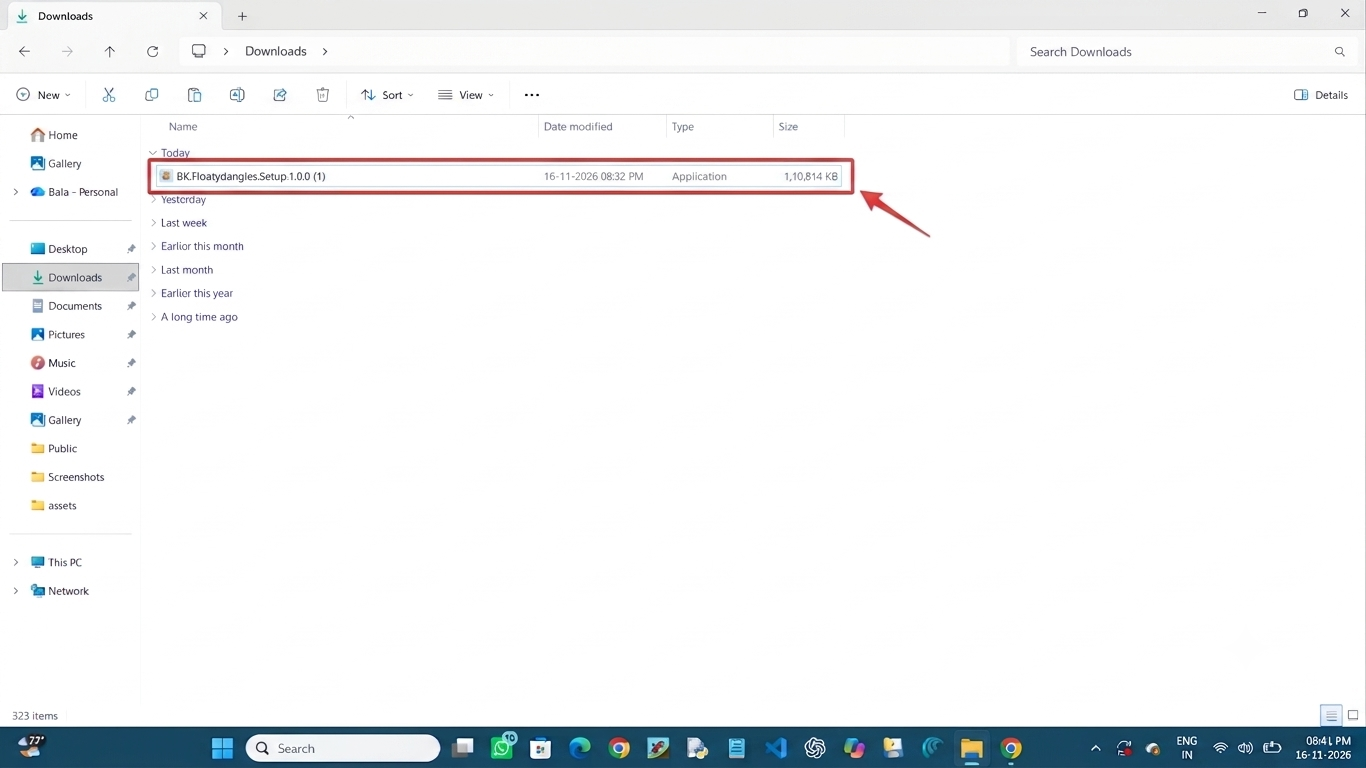 Downloads
Downloads
Search Downloads
New
Sort
View
Details
Name
Date modified
Type
Size
Today
BK.Floatydangles.Setup.1.0.0 (1)
16-11-2026 08:32 PM
Application
1,10,814 KB
Yesterday
Last week
Earlier this month
Last month
Earlier this year
A long time ago
Home
Gallery
Bala - Personal
Desktop
Downloads
Documents
Pictures
Music
Videos
Gallery
Public
Screenshots
assets
This PC
Network
323 items
77°
Search
10
ENG
IN
08:41 PM
16-11-2026